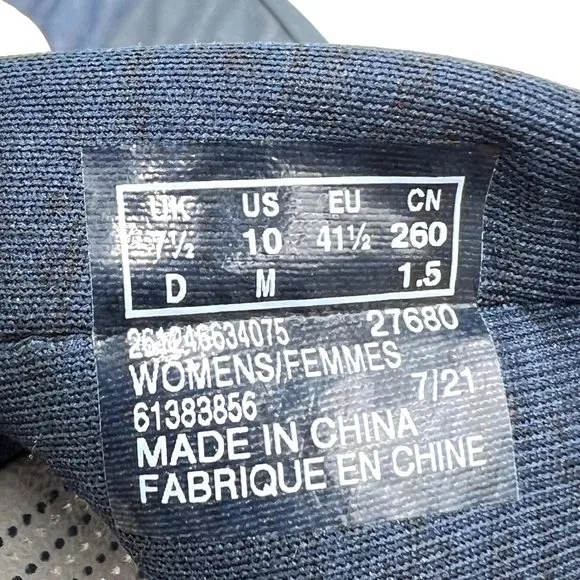 UK US EU CN
7½ 10 41½ 260
D M 1.5
261246634075 27680
WOMENS/FEMMES
61383856 7/21
MADE IN CHINA
FABRIQUE EN CHINE